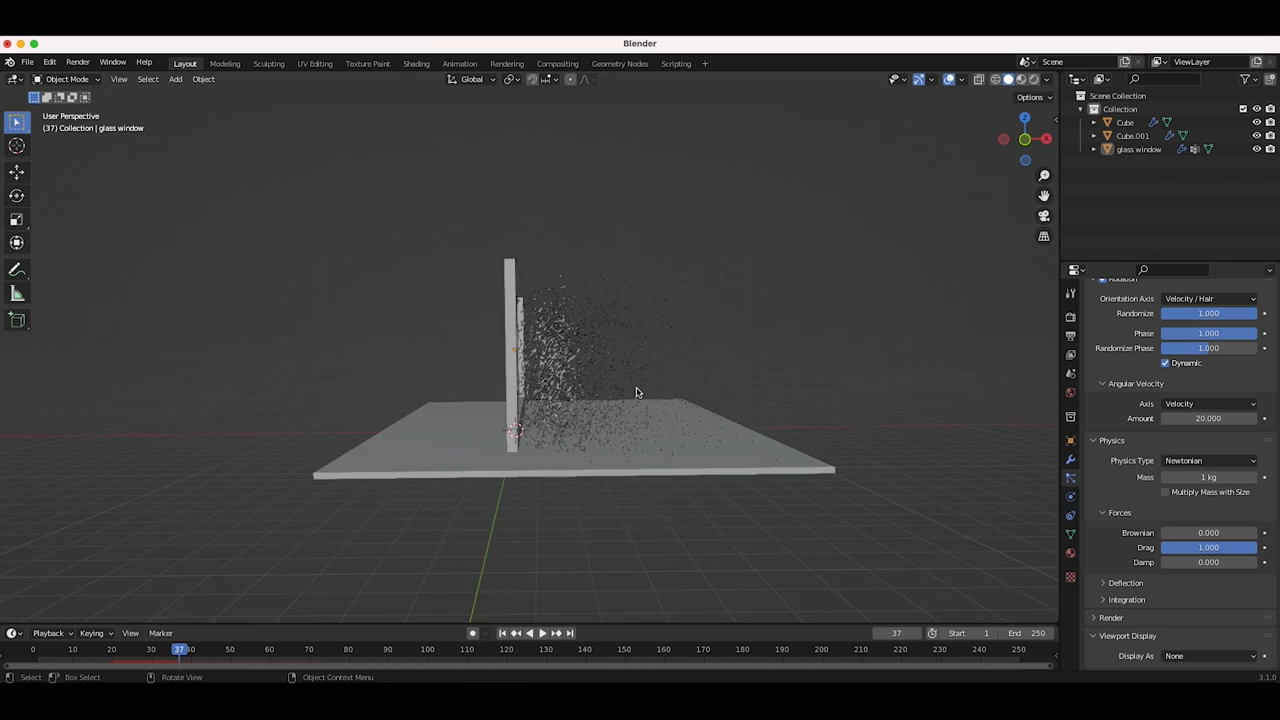 Blender
File Edit Render Window Help Layout Modeling Sculpting UV Editing Texture Paint Shading Animation Rendering Compositing Geometry Nodes Scripting + Scene ViewLayer
Object Mode View Select Add Object Global
Options
User Perspective
(37) Collection | glass window
Z
X
Scene Collection
Collection
Cube
Cube.001
glass window
Rotation
Orientation Axis Velocity / Hair
Randomize 1.000
Phase 1.000
Randomize Phase 1.000
Dynamic
Angular Velocity
Axis Velocity
Amount 20.000
Physics
Physics Type Newtonian
Mass 1 kg
Multiply Mass with Size
Forces
Brownian 0.000
Drag 1.000
Damp 0.000
Deflection
Integration
Render
Viewport Display
Display As None
Playback Keying View Marker 37 Start 1 End 250
0 10 20 30 37 40 50 60 70 80 90 100 110 120 130 140 150 160 170 180 190 200 210 220 230 240 250
Select Box Select Rotate View Object Context Menu 3.1.0